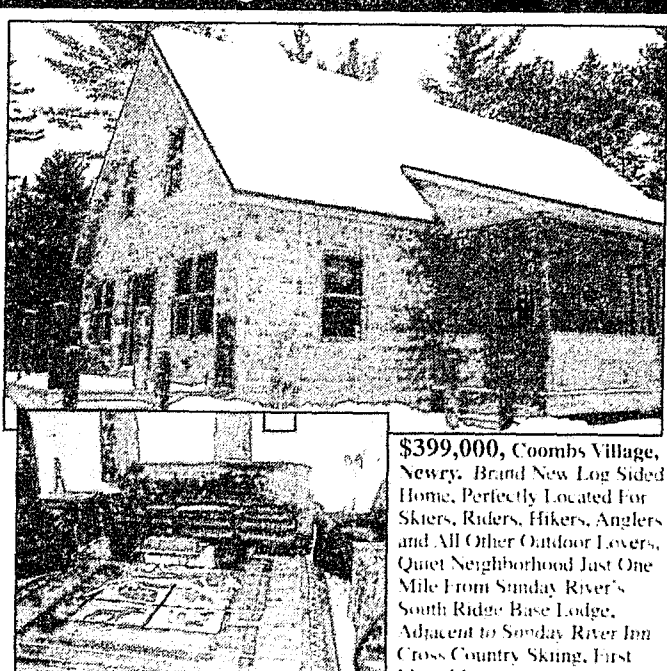 $399,000, Coombs Village,
Newry. Brand New Log Sided
Home, Perfectly Located For
Skiers, Riders, Hikers, Anglers
and All Other Outdoor Lovers,
Quiet Neighborhood Just One
Mile From Sunday River's
South Ridge Base Lodge,
Adjacent to Sunday River Inn
Cross Country Skiing, First